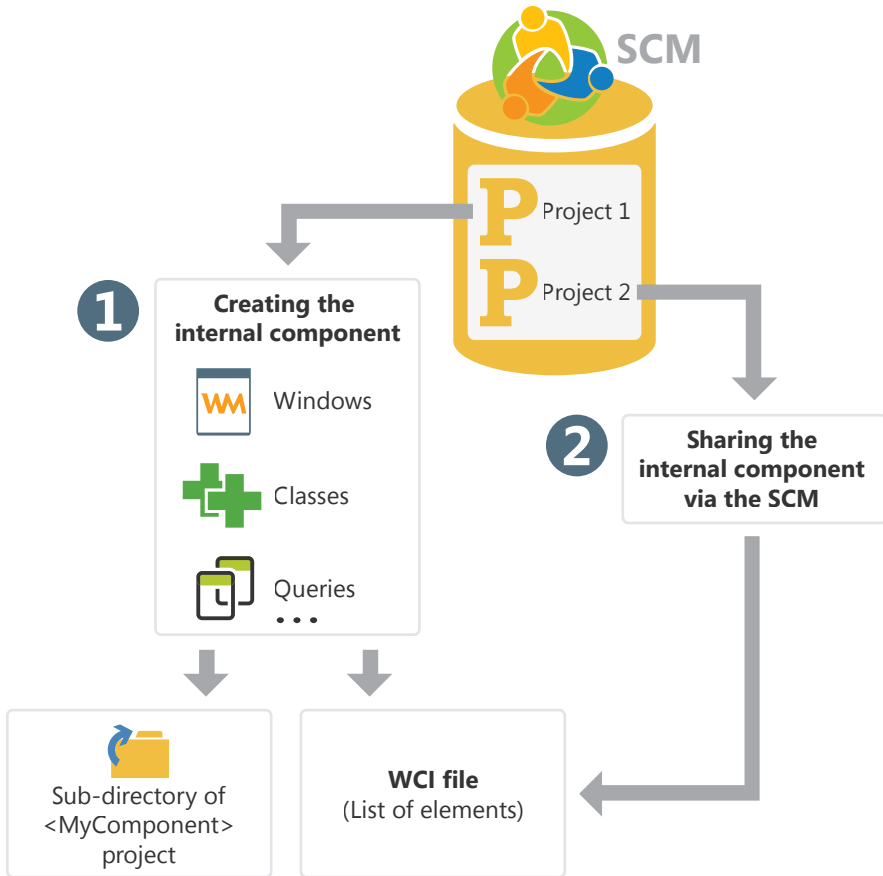 SCM
P Project 1
P Project 2
1
Creating the
internal component
WM Windows
Classes
Queries
...
2
Sharing the
internal component
via the SCM
Sub-directory of
<MyComponent>
project
WCI file
(List of elements)